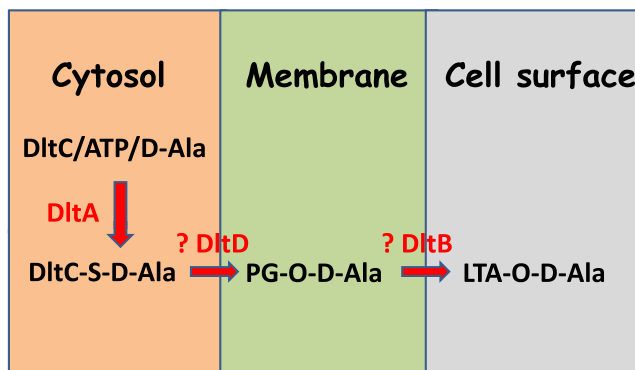 Cytosol
Membrane
Cell surface
DltC/ATP/D-Ala
DltA
? DltD
? DltB
DltC-S-D-Ala
PG-O-D-Ala
LTA-O-D-Ala